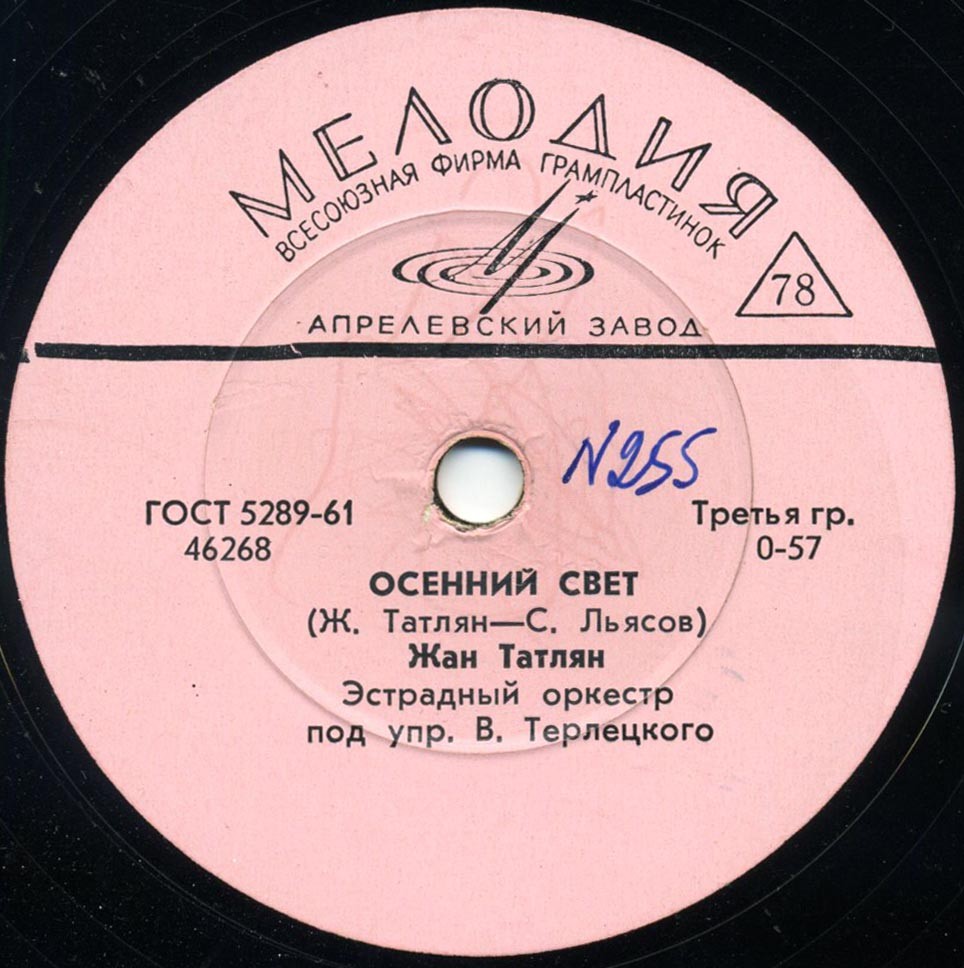 МЕЛОДИЯ
ВСЕСОЮЗНАЯ ФИРМА ГРАМПЛАСТИНОК
78
АПРЕЛЕВСКИЙ ЗАВОД
N255
ГОСТ 5289-61
Третья гр.
46268
0-57
ОСЕННИЙ СВЕТ
(Ж. Татлян—С. Льясов)
Жан Татлян
Эстрадный оркестр
под упр. В. Терлецкого